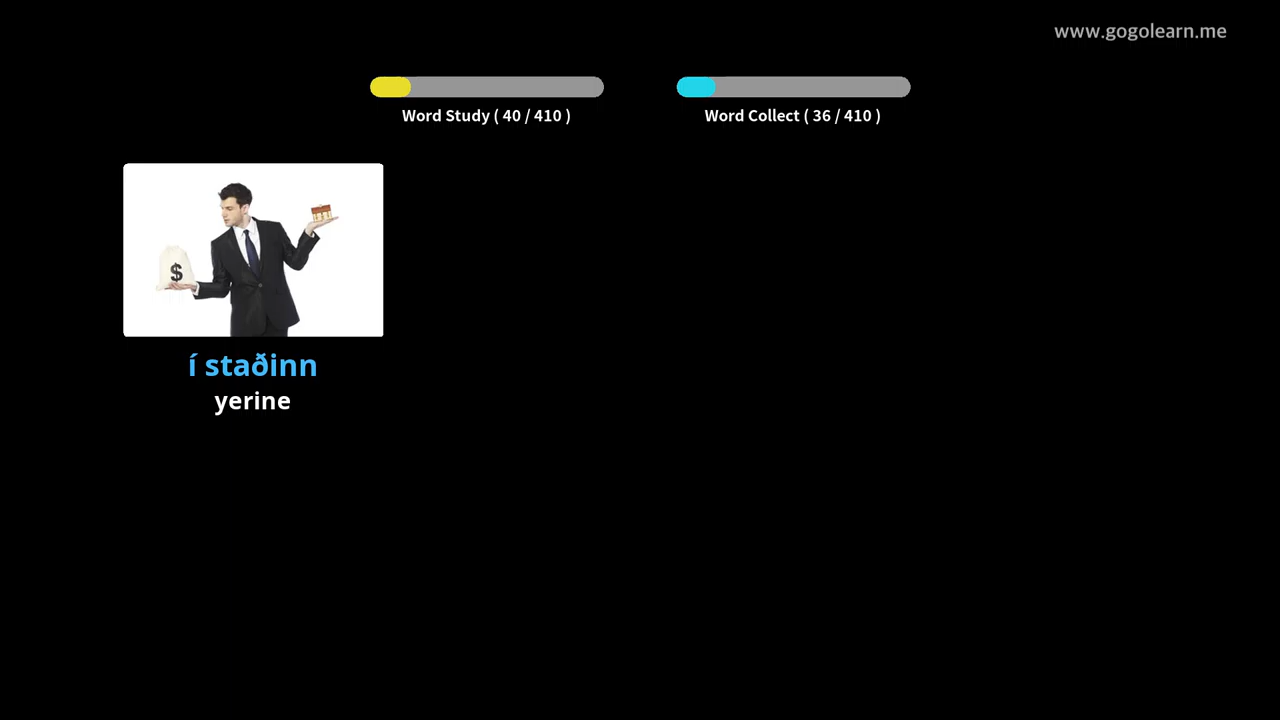 www.gogolearn.me
Word Study ( 40 / 410 )
Word Collect ( 36 / 410 )
$
í staðinn
yerine